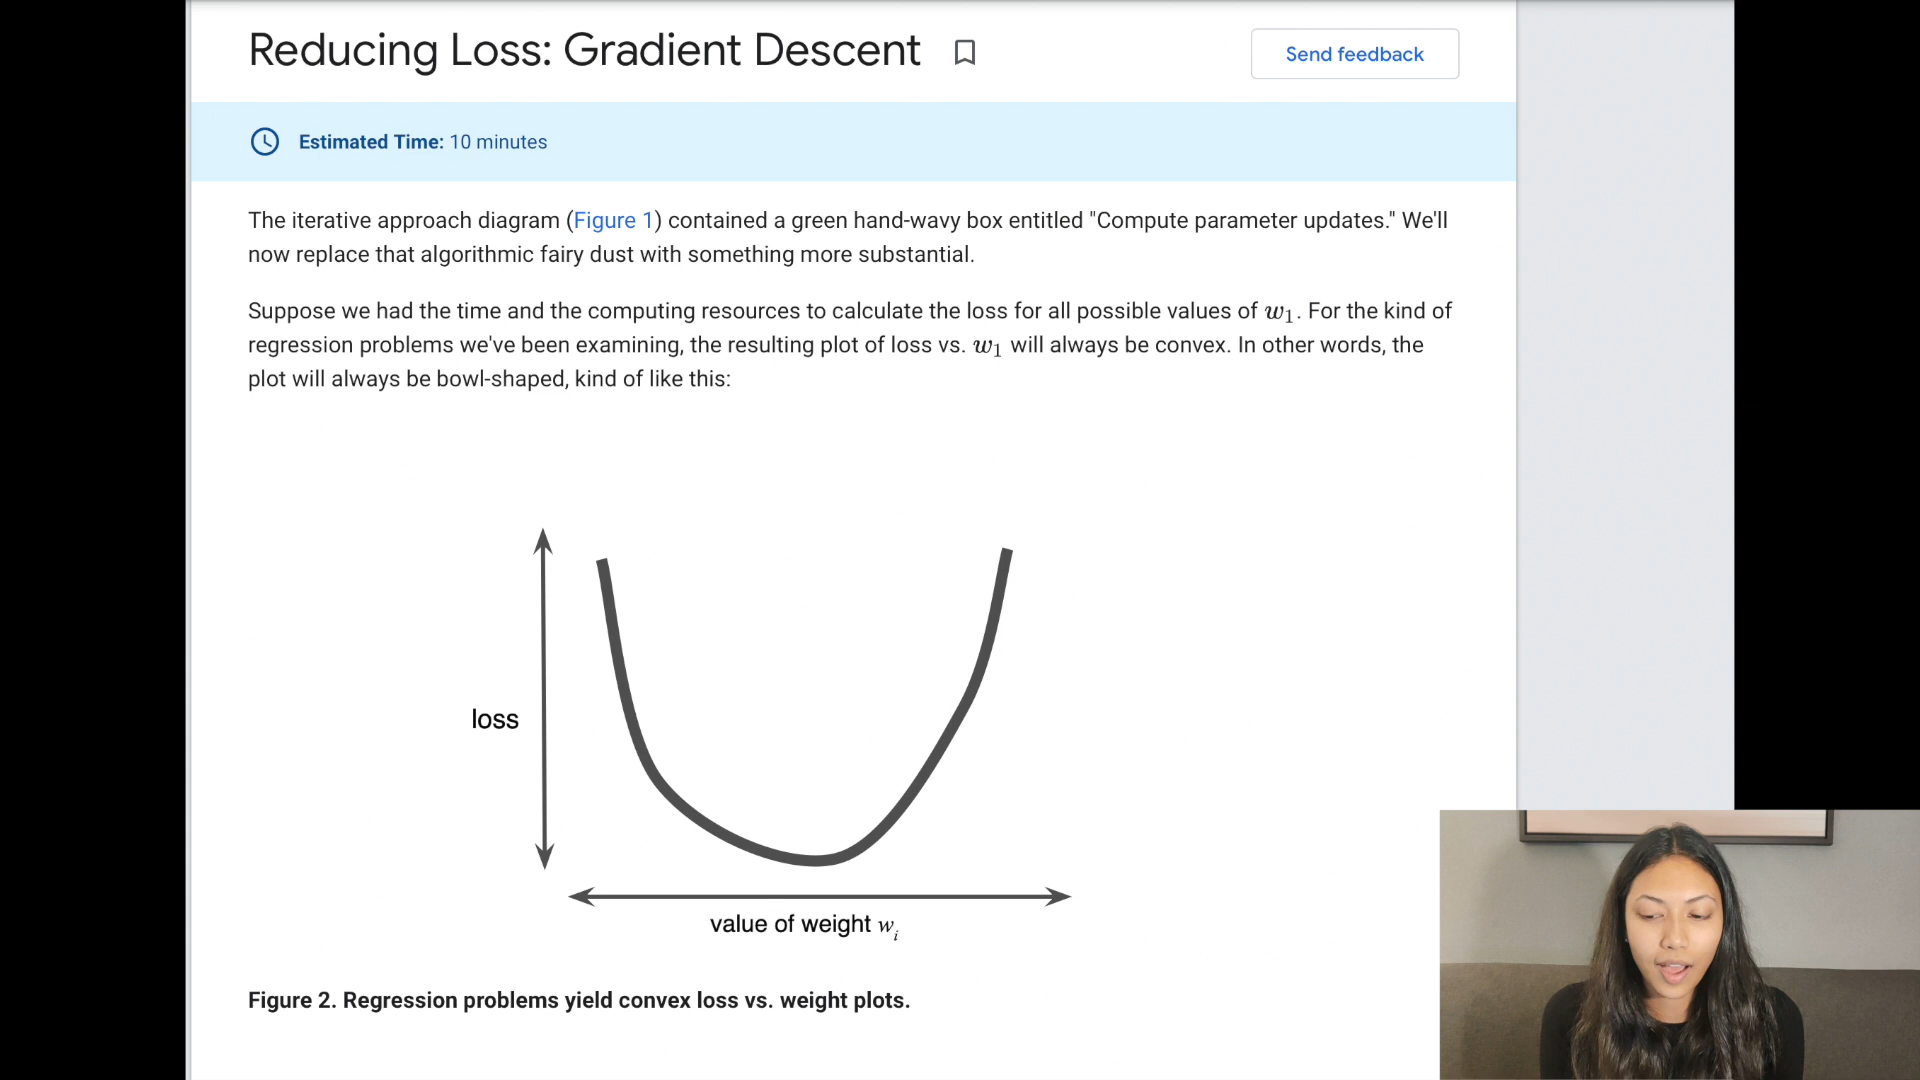 Reducing Loss: Gradient Descent
Send feedback
Estimated Time: 10 minutes
The iterative approach diagram (Figure 1) contained a green hand-wavy box entitled "Compute parameter updates." We'll
now replace that algorithmic fairy dust with something more substantial.
Suppose we had the time and the computing resources to calculate the loss for all possible values of w₁. For the kind of
regression problems we've been examining, the resulting plot of loss vs. w₁ will always be convex. In other words, the
plot will always be bowl-shaped, kind of like this:
loss
value of weight wᵢ
Figure 2. Regression problems yield convex loss vs. weight plots.